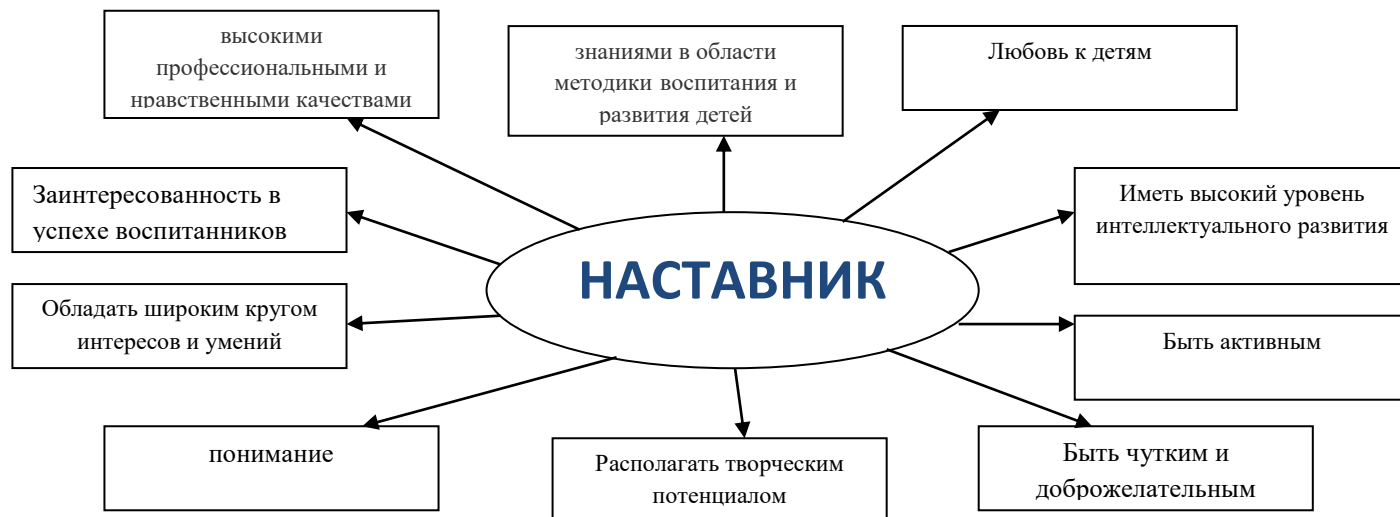 высокими
профессиональными и
нравственными качествами
знаниями в области
методики воспитания и
развития детей
Любовь к детям
Заинтересованность в
успехе воспитанников
Иметь высокий уровень
интеллектуального развития
НАСТАВНИК
Обладать широким кругом
интересов и умений
Быть активным
понимание
Располагать творческим
потенциалом
Быть чутким и
доброжелательным